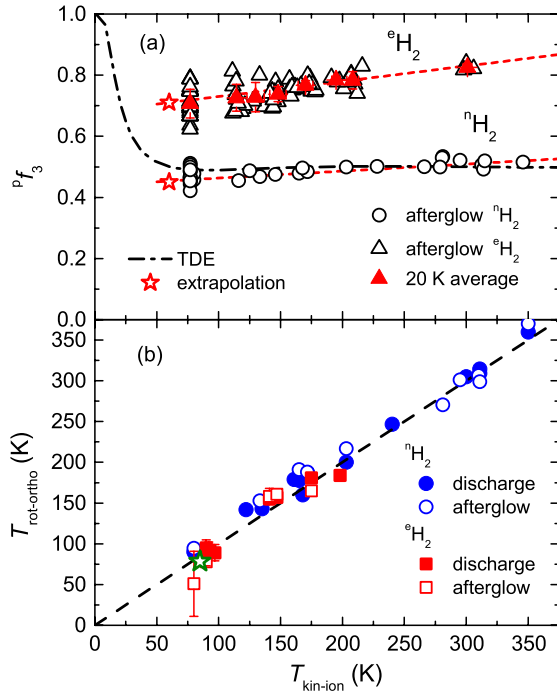 1.0
(a)
ᵉH₂
0.8
0.6
ⁿH₂
ᵖf₃
0.4
afterglow ⁿH₂
afterglow ᵉH₂
0.2
TDE
extrapolation
20 K average
0.0
(b)
350
300
250
200
150
100
50
0
T_rot-ortho (K)
ⁿH₂
discharge
afterglow
ᵉH₂
discharge
afterglow
0 50 100 150 200 250 300 350
T_kin-ion (K)